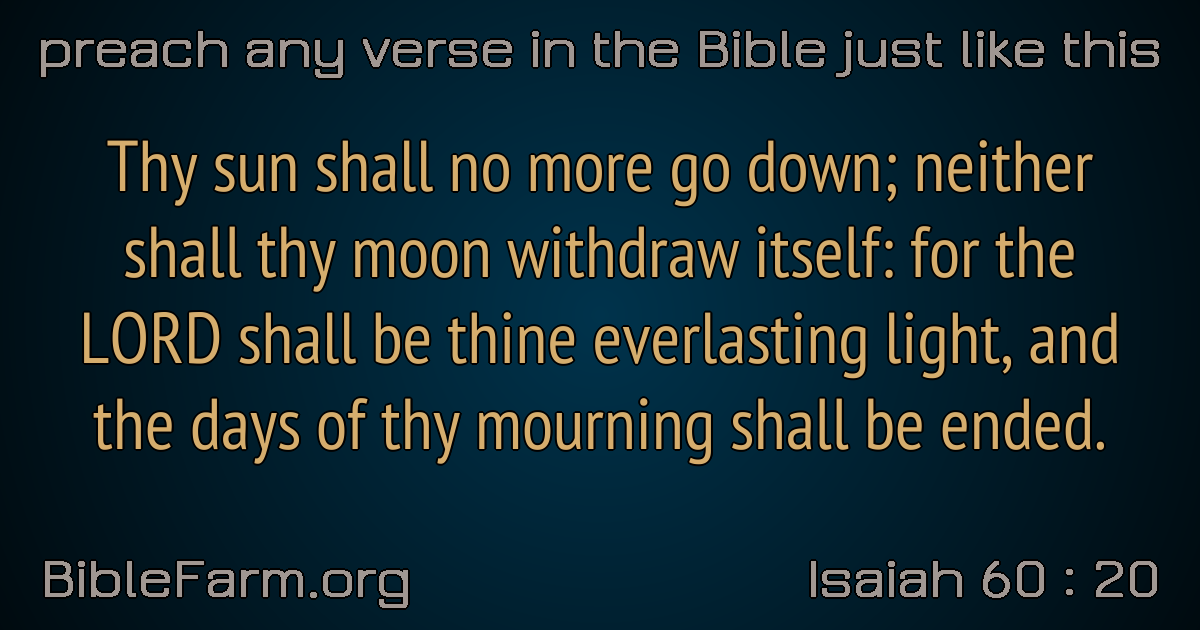 preach any verse in the Bible just like this
Thy sun shall no more go down; neither
shall thy moon withdraw itself: for the
LORD shall be thine everlasting light, and
the days of thy mourning shall be ended.
BibleFarm.org
Isaiah 60 : 20